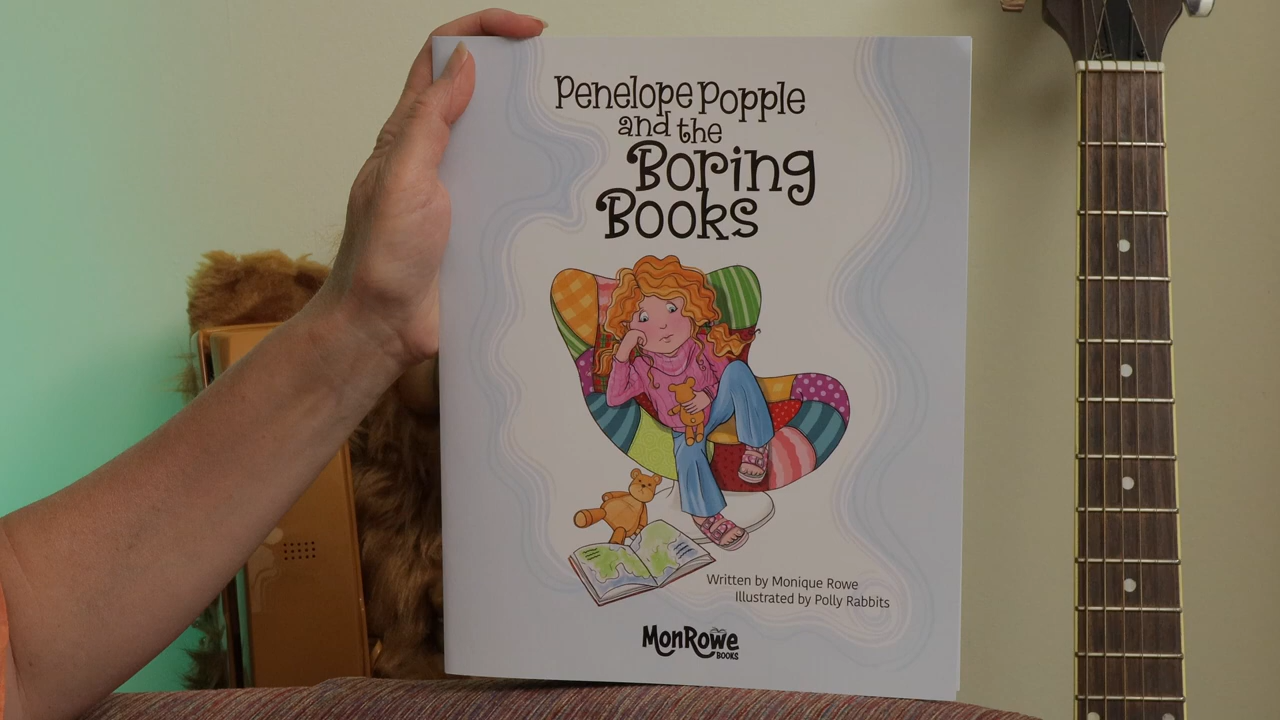 Penelope Popple
and the
Boring
Books
Written by Monique Rowe
Illustrated by Polly Rabbits
MonRowe
BOOKS